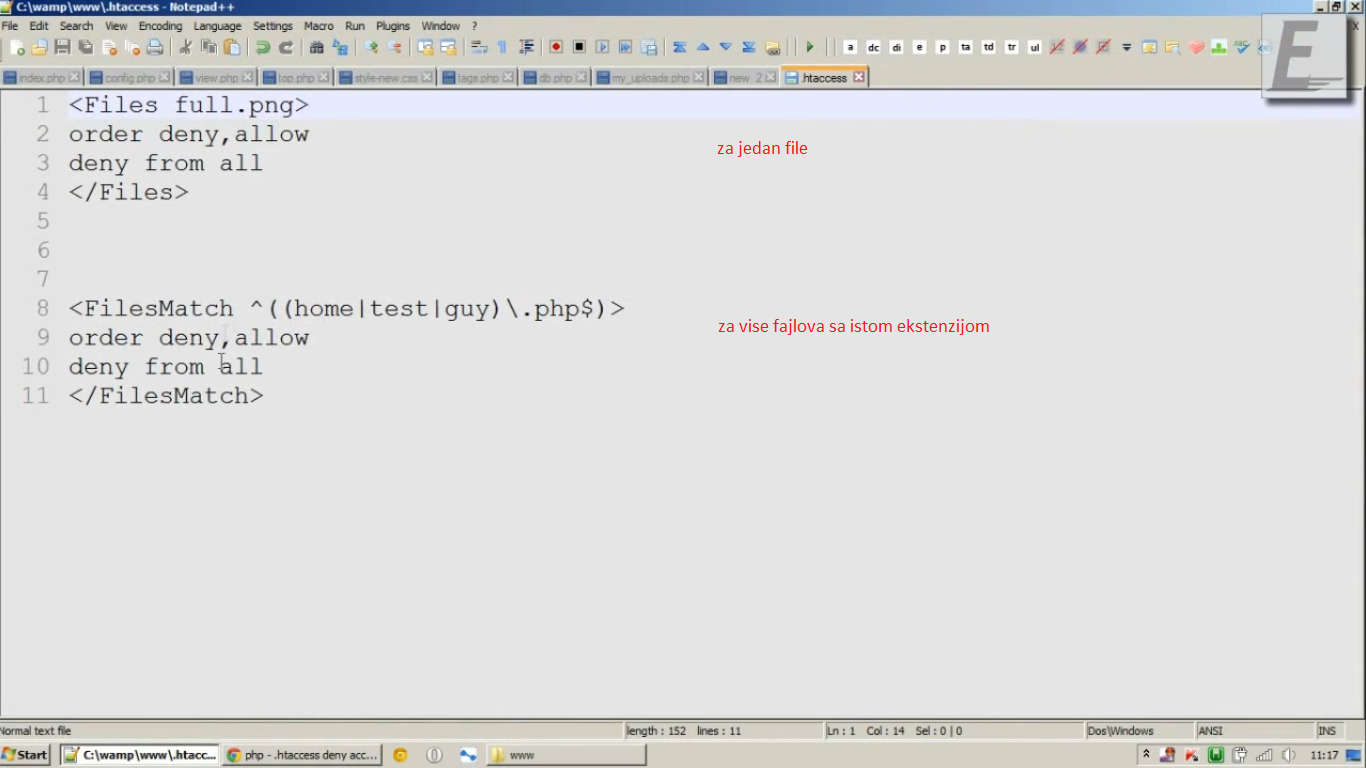 C:\wamp\www\.htaccess - Notepad++
File Edit Search View Encoding Language Settings Macro Run Plugins Window ?
a dc di e p ta td tr ul
index.php config.php view.php top.php style-new.css tags.php db.php my_uploads.php new 2 .htaccess
E
1 <Files full.png>
2 order deny,allow
za jedan file
3 deny from all
4 </Files>
5
6
7
8 <FilesMatch ^((home|test|guy)\.php$)>
za vise fajlova sa istom ekstenzijom
9 order deny,allow
10 deny from all
11 </FilesMatch>
Normal text file length : 152 lines : 11 Ln : 1 Col : 14 Sel : 0 | 0 Dos\Windows ANSI INS
Start C:\wamp\www\.htacc... php - .htaccess deny acc... www 11:17